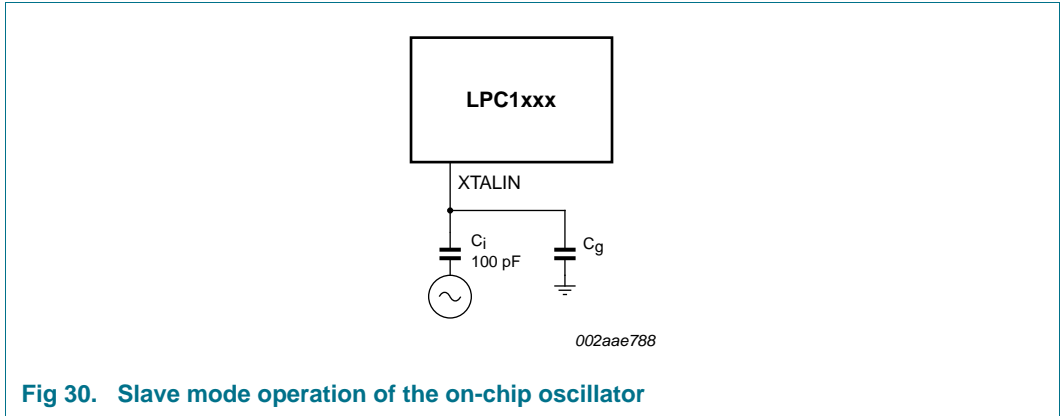 LPC1xxx
XTALIN
Ci
100 pF
Cg
002aae788
Fig 30. Slave mode operation of the on-chip oscillator